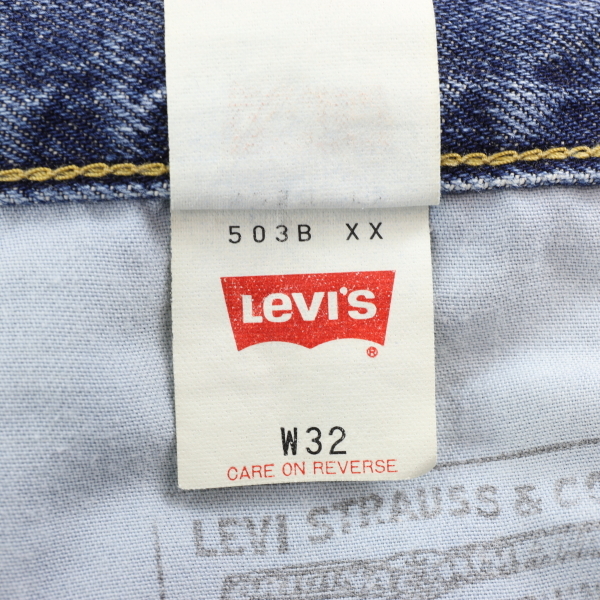 503B XX
LEVI'S
®
W32
CARE ON REVERSE
LEVI STRAUSS & CO